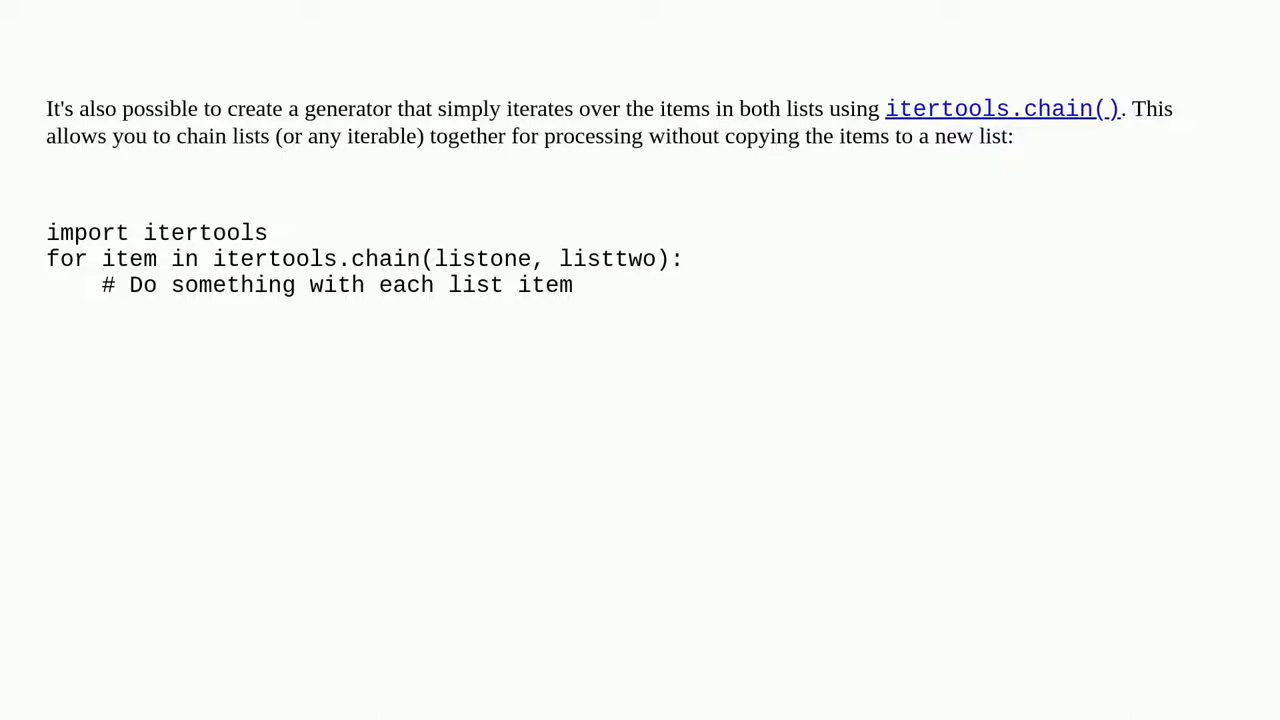 It's also possible to create a generator that simply iterates over the items in both lists using itertools.chain(). This
allows you to chain lists (or any iterable) together for processing without copying the items to a new list:
import itertools
for item in itertools.chain(listone, listtwo):
    # Do something with each list item